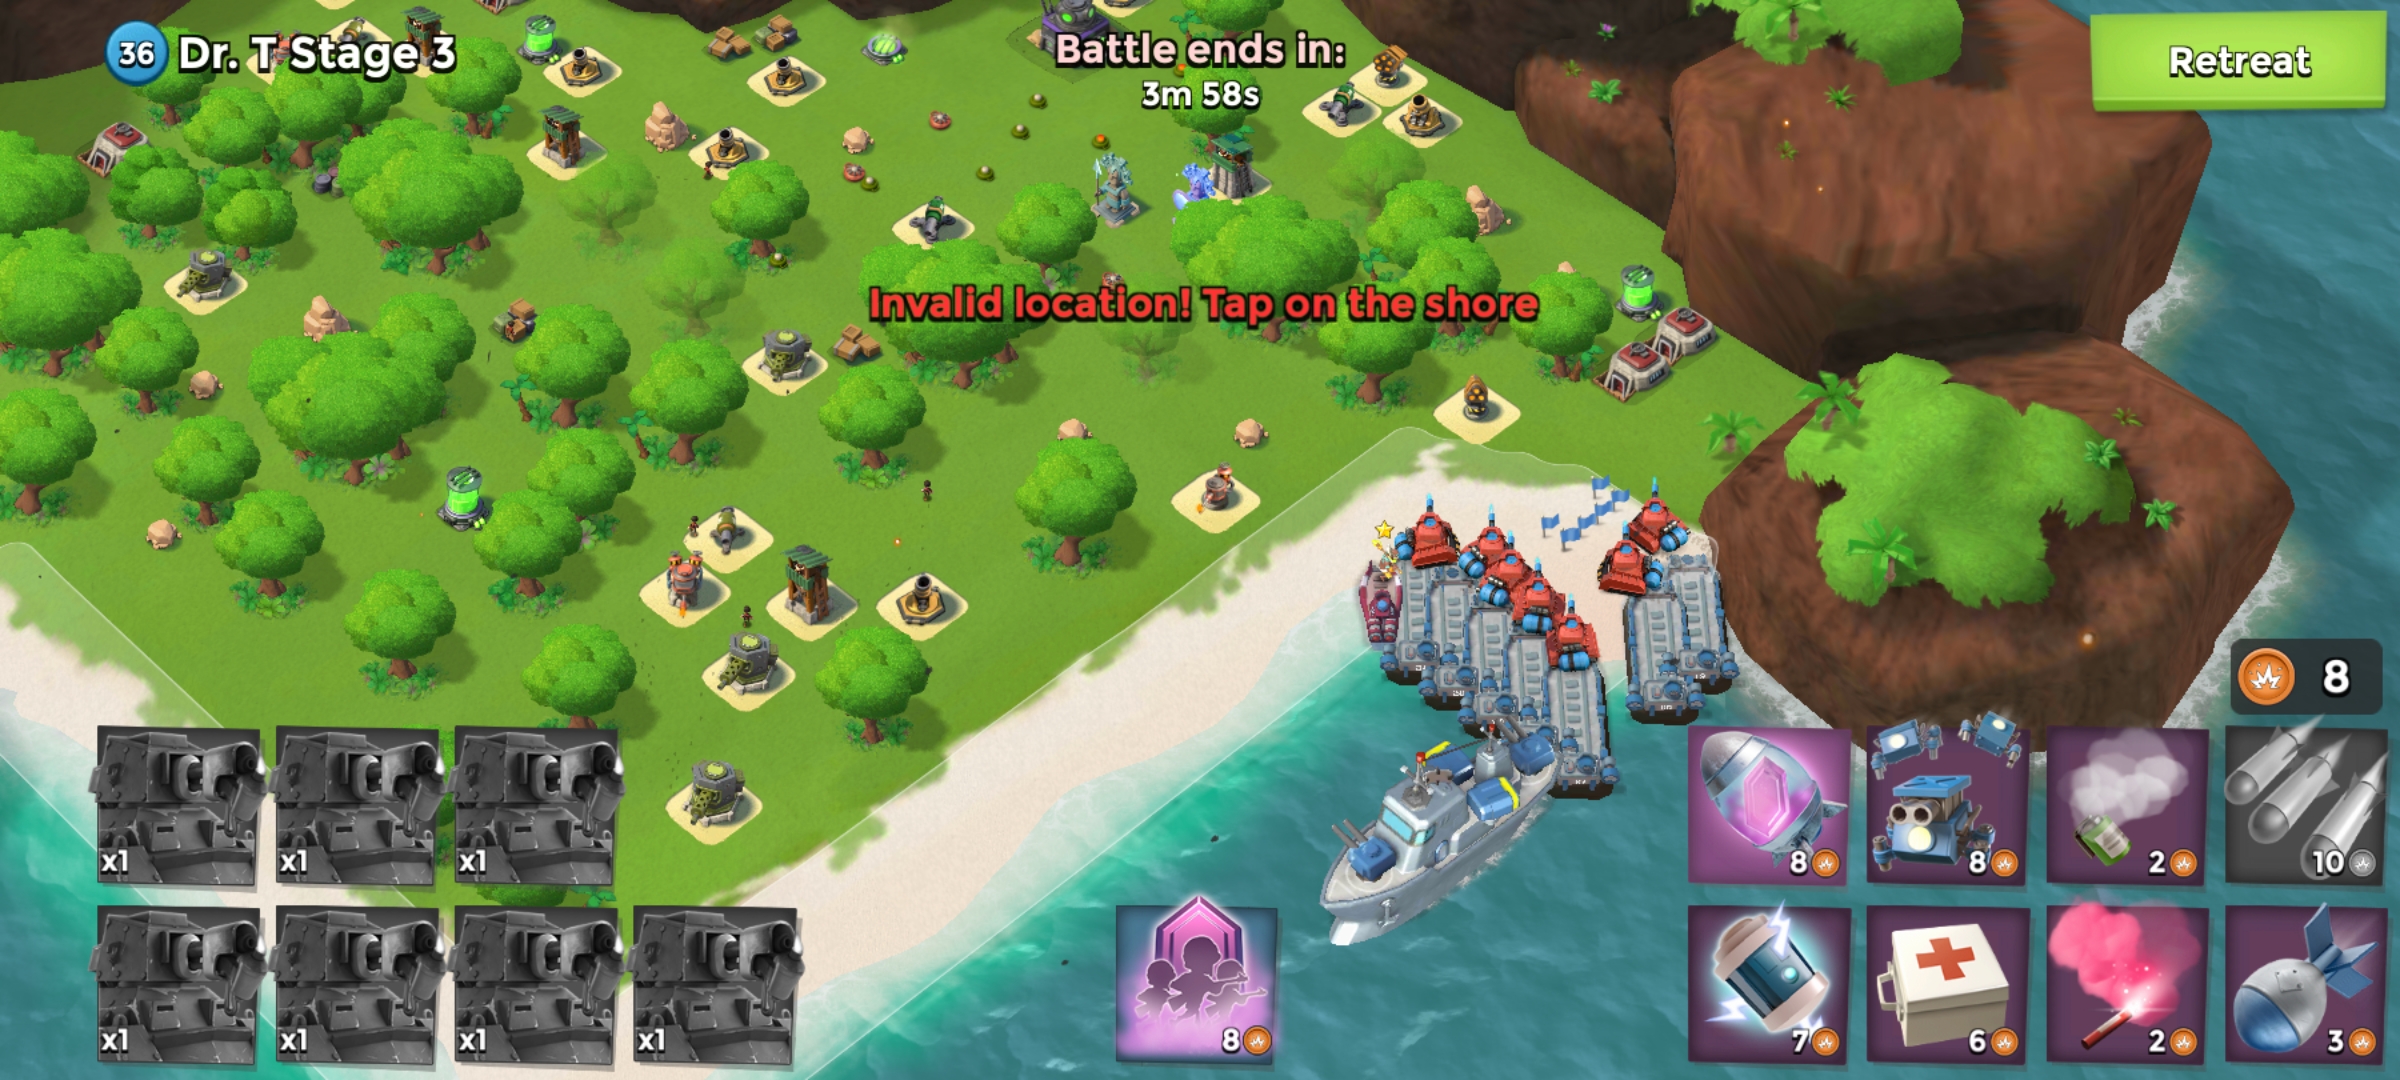 36 Dr. T Stage 3
Battle ends in:
3m 58s
Retreat
Invalid location! Tap on the shore
8
x1
x1
x1
8
8
2
10
x1
x1
x1
x1
8
7
6
2
3